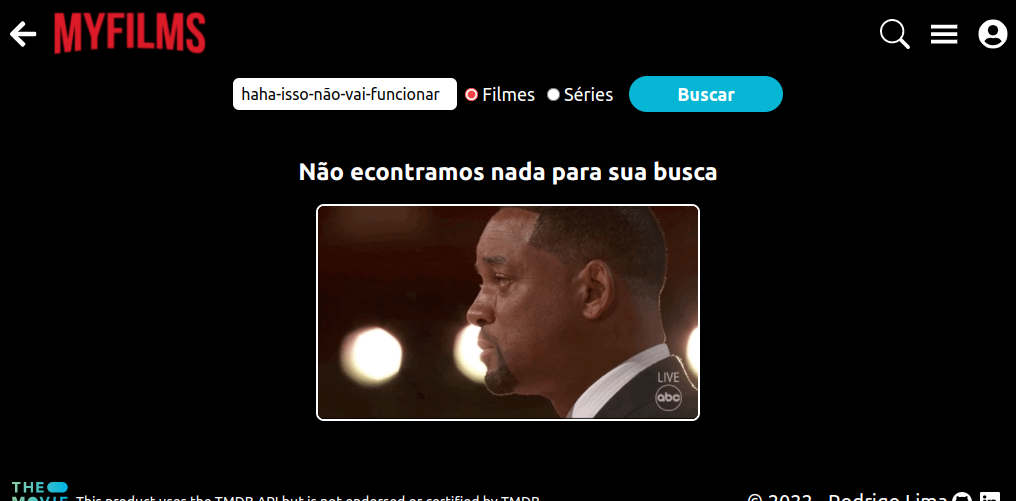 MYFILMS
haha-isso-não-vai-funcionar
Filmes
Séries
Buscar
Não econtramos nada para sua busca
LIVE
abc
THE
MOVIE
This product uses the TMDB API but is not endorsed or certified by TMDB
© 2022 - Rodrigo Lima